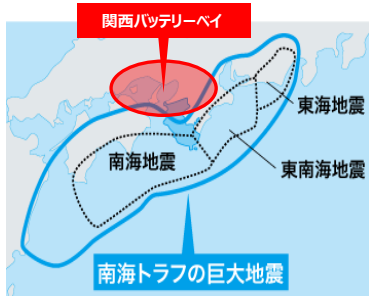 関西バッテリーベイ
東海地震
南海地震
東南海地震
南海トラフの巨大地震